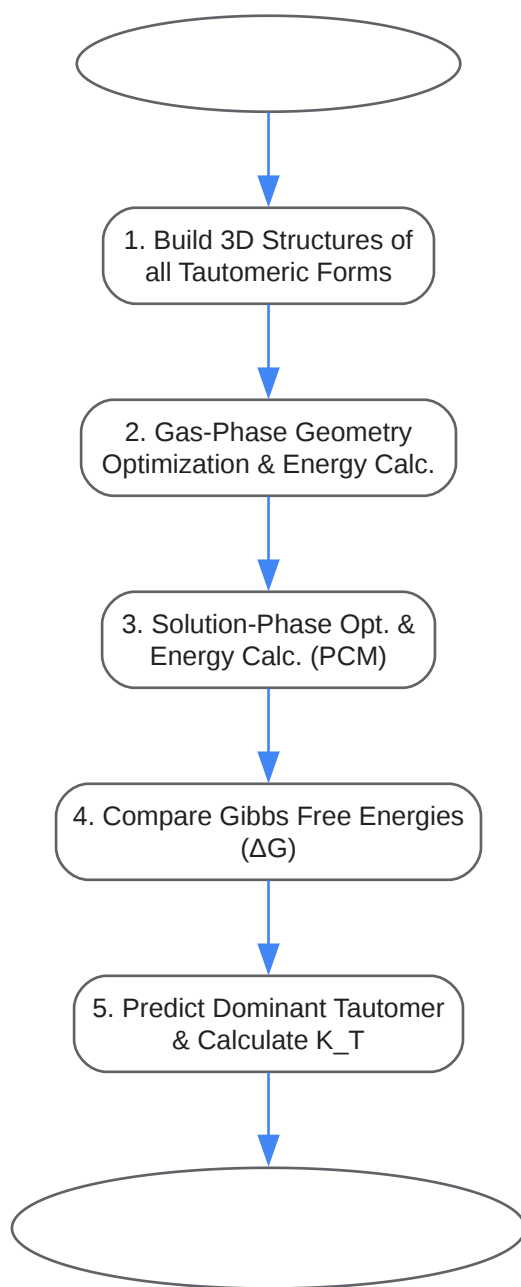 1. Build 3D Structures of
all Tautomeric Forms
2. Gas-Phase Geometry
Optimization & Energy Calc.
3. Solution-Phase Opt. &
Energy Calc. (PCM)
4. Compare Gibbs Free Energies
(ΔG)
5. Predict Dominant Tautomer
& Calculate K_T